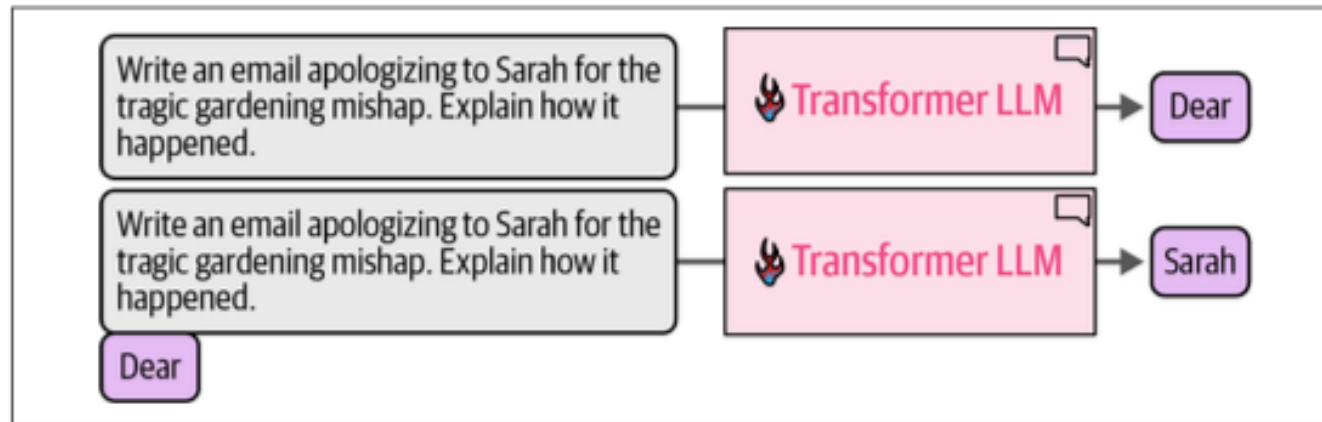 Write an email apologizing to Sarah for the
tragic gardening mishap. Explain how it
happened.
Transformer LLM
Dear
Write an email apologizing to Sarah for the
tragic gardening mishap. Explain how it
happened.
Transformer LLM
Sarah
Dear